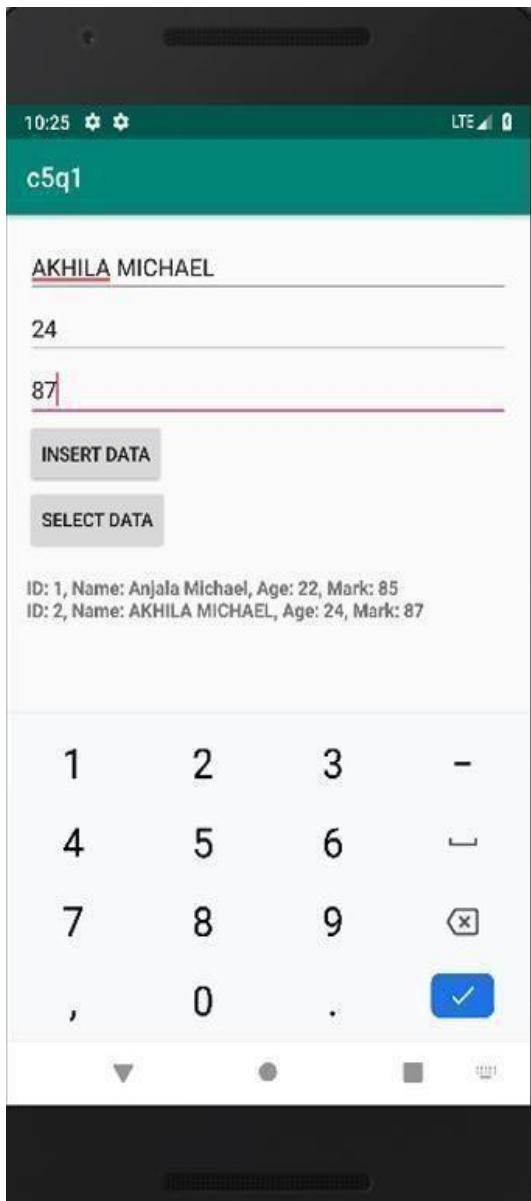 10:25 LTE
c5q1
AKHILA MICHAEL
24
87
INSERT DATA
SELECT DATA
ID: 1, Name: Anjala Michael, Age: 22, Mark: 85
ID: 2, Name: AKHILA MICHAEL, Age: 24, Mark: 87
1 2 3 -
4 5 6
7 8 9
, 0 .